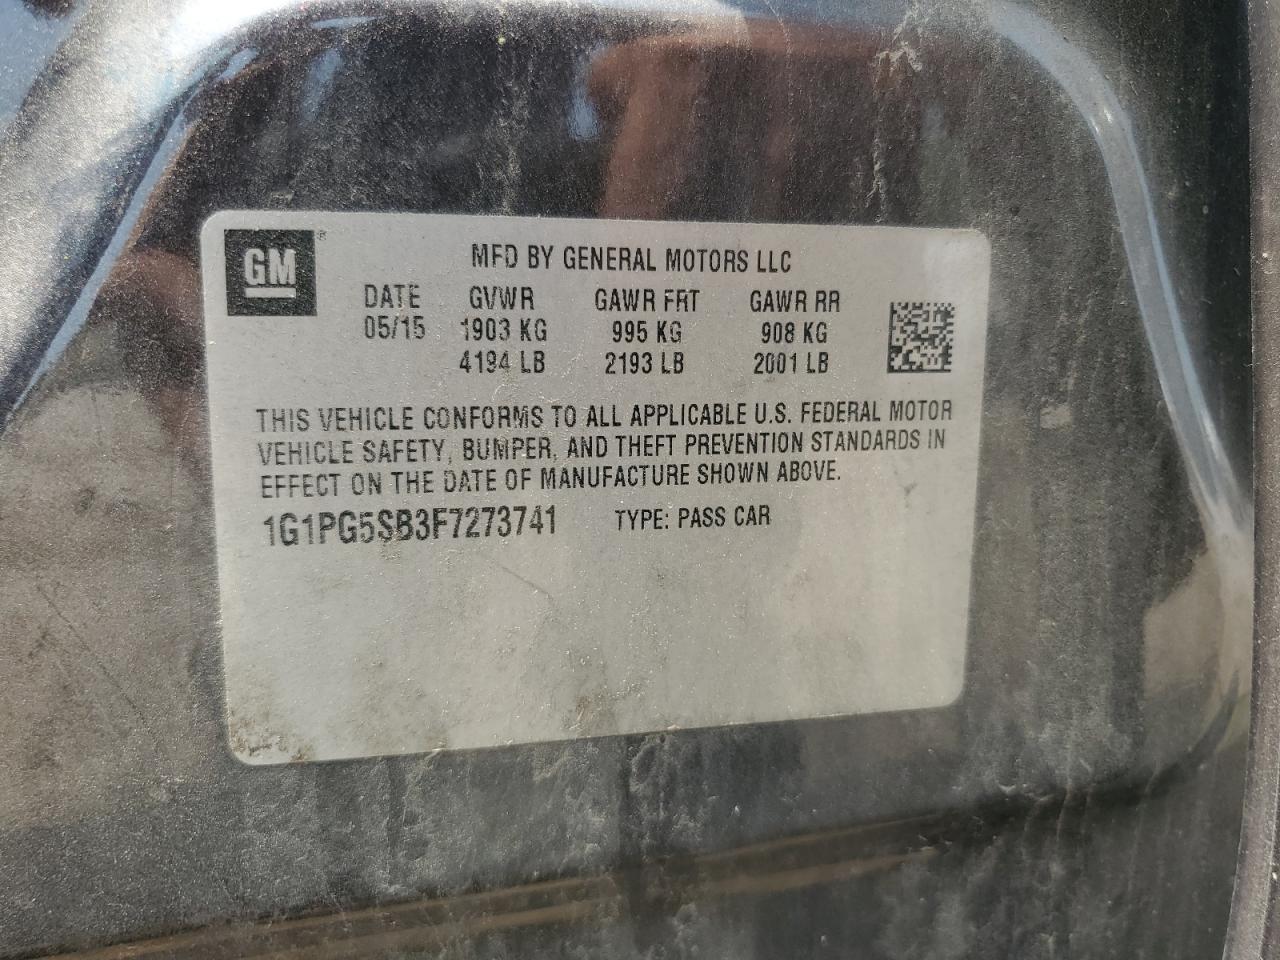 GM®
MFD BY GENERAL MOTORS LLC
DATE GVWR GAWR FRT GAWR RR
05/15 1903 KG 995 KG 908 KG
4194 LB 2193 LB 2001 LB
THIS VEHICLE CONFORMS TO ALL APPLICABLE U.S. FEDERAL MOTOR
VEHICLE SAFETY, BUMPER, AND THEFT PREVENTION STANDARDS IN
EFFECT ON THE DATE OF MANUFACTURE SHOWN ABOVE.
1G1PG5SB3F7273741 TYPE: PASS CAR